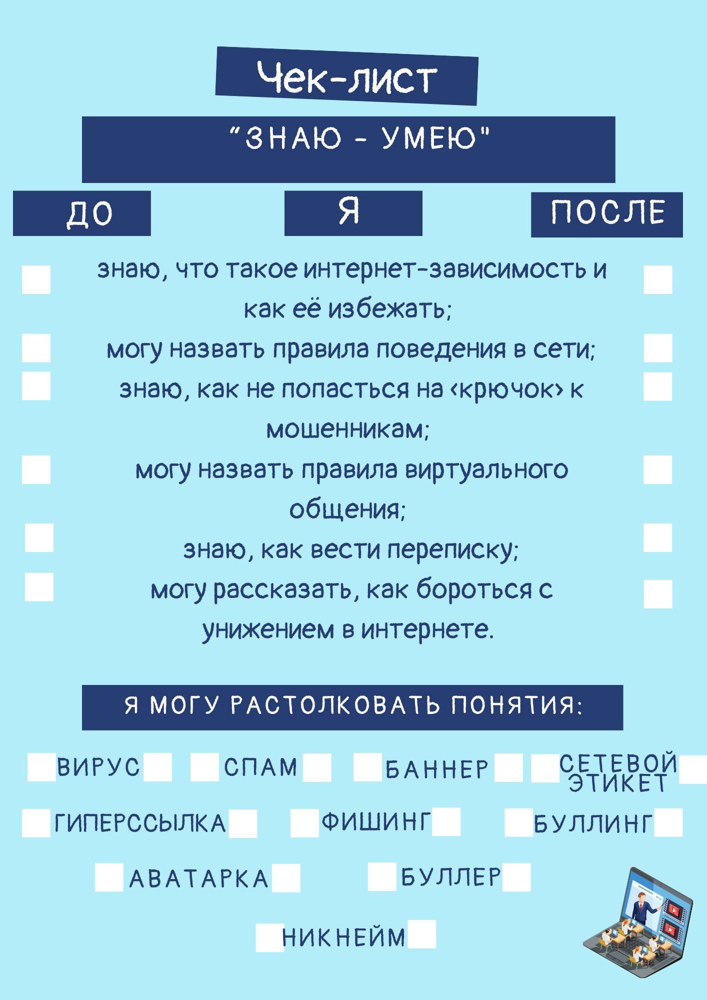 Чек-лист
“ЗНАЮ - УМЕЮ"
ДО Я ПОСЛЕ
знаю, что такое интернет-зависимость и
как её избежать;
могу назвать правила поведения в сети;
знаю, как не попасться на <крючок> к
мошенникам;
могу назвать правила виртуального
общения;
знаю, как вести переписку;
могу рассказать, как бороться с
унижением в интернете.
Я МОГУ РАСТОЛКОВАТЬ ПОНЯТИЯ:
ВИРУС СПАМ БАННЕР СЕТЕВОЙ
ЭТИКЕТ
ГИПЕРССЫЛКА ФИШИНГ БУЛЛИНГ
АВАТАРКА БУЛЛЕР
НИКНЕЙМ